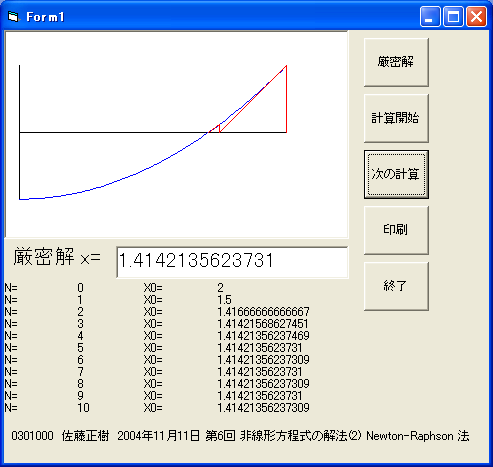 Form1
厳密解
計算開始
次の計算
印刷
終了
厳密解 x= 1.4142135623731
N= 0 X0= 2
N= 1 X0= 1.5
N= 2 X0= 1.41666666666667
N= 3 X0= 1.41421568627451
N= 4 X0= 1.41421356237469
N= 5 X0= 1.4142135623731
N= 6 X0= 1.41421356237309
N= 7 X0= 1.4142135623731
N= 8 X0= 1.41421356237309
N= 9 X0= 1.4142135623731
N= 10 X0= 1.41421356237309
0301000 佐藤正樹 2004年11月11日 第6回 非線形方程式の解法(2) Newton-Raphson 法